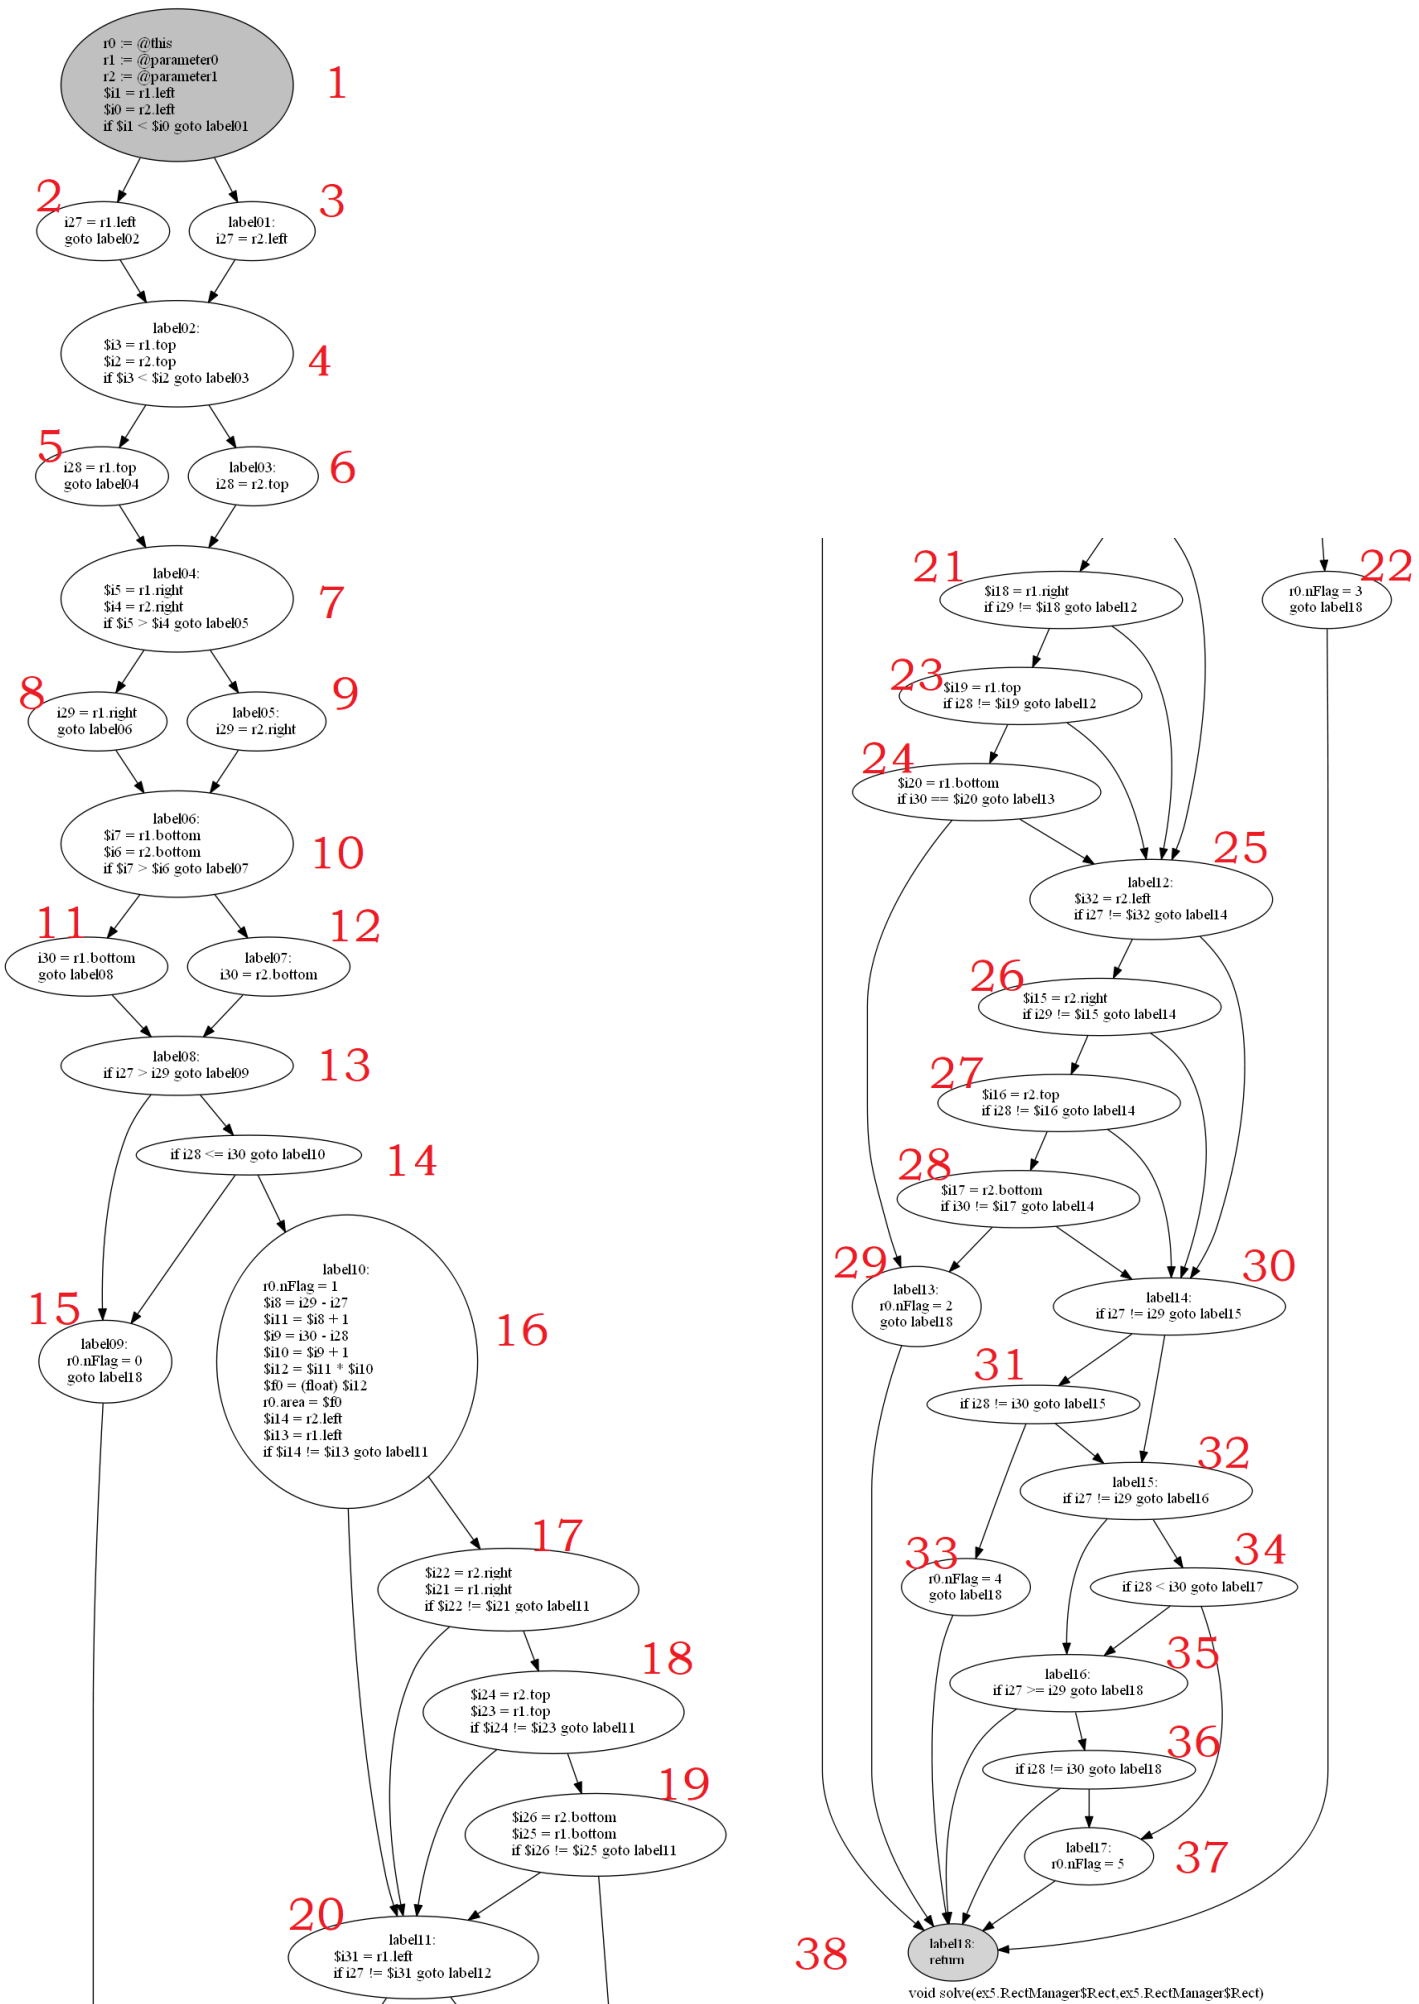 r0 := @this
r1 := @parameter0
r2 := @parameter1
$i1 = r1.left
$i0 = r2.left
if $i1 < $i0 goto label01
1
2
i27 = r1.left
goto label02
3
label01:
i27 = r2.left
label02:
$i3 = r1.top
$i2 = r2.top
if $i3 < $i2 goto label03
4
5
i28 = r1.top
goto label04
6
label03:
i28 = r2.top
label04:
$i5 = r1.right
$i4 = r2.right
if $i5 > $i4 goto label05
7
8
i29 = r1.right
goto label06
9
label05:
i29 = r2.right
label06:
$i7 = r1.bottom
$i6 = r2.bottom
if $i7 > $i6 goto label07
10
11
i30 = r1.bottom
goto label08
12
label07:
i30 = r2.bottom
label08:
if i27 > i29 goto label09
13
if i28 <= i30 goto label10
14
15
label09:
r0.nFlag = 0
goto label18
label10:
r0.nFlag = 1
$i8 = i29 - i27
$i11 = $i8 + 1
$i9 = i30 - i28
$i10 = $i9 + 1
$i12 = $i11 * $i10
$f0 = (float) $i12
r0.area = $f0
$i14 = r2.left
$i13 = r1.left
if $i14 != $i13 goto label11
16
17
$i22 = r2.right
$i21 = r1.right
if $i22 != $i21 goto label11
18
$i24 = r2.top
$i23 = r1.top
if $i24 != $i23 goto label11
19
$i26 = r2.bottom
$i25 = r1.bottom
if $i26 != $i25 goto label11
20
label11:
$i31 = r1.left
if i27 != $i31 goto label12
21
$i18 = r1.right
if i29 != $i18 goto label12
22
r0.nFlag = 3
goto label18
23
$i19 = r1.top
if i28 != $i19 goto label12
24
$i20 = r1.bottom
if i30 == $i20 goto label13
25
label12:
$i32 = r2.left
if i27 != $i32 goto label14
26
$i15 = r2.right
if i29 != $i15 goto label14
27
$i16 = r2.top
if i28 != $i16 goto label14
28
$i17 = r2.bottom
if i30 != $i17 goto label14
29
label13:
r0.nFlag = 2
goto label18
30
label14:
if i27 != i29 goto label15
31
if i28 != i30 goto label15
32
label15:
if i27 != i29 goto label16
33
r0.nFlag = 4
goto label18
34
if i28 < i30 goto label17
35
label16:
if i27 >= i29 goto label18
36
if i28 != i30 goto label18
label17:
r0.nFlag = 5
37
38
label18:
return
void solve(ex5.RectManager$Rect,ex5.RectManager$Rect)